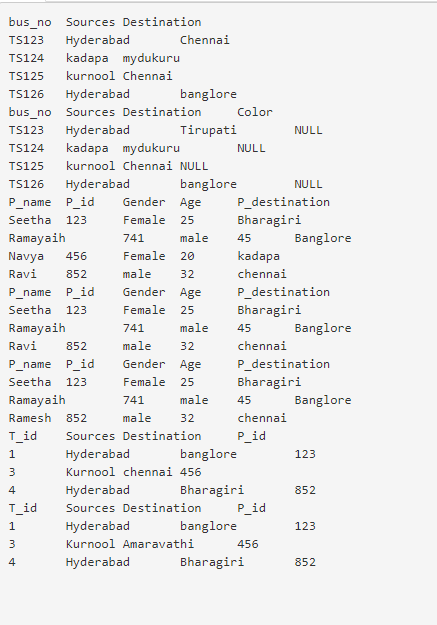 bus_no Sources Destination
TS123 Hyderabad Chennai
TS124 kadapa mydukuru
TS125 kurnool Chennai
TS126 Hyderabad banglore
bus_no Sources Destination Color
TS123 Hyderabad Tirupati NULL
TS124 kadapa mydukuru NULL
TS125 kurnool Chennai NULL
TS126 Hyderabad banglore NULL
P_name P_id Gender Age P_destination
Seetha 123 Female 25 Bharagiri
Ramayaih 741 male 45 Banglore
Navya 456 Female 20 kadapa
Ravi 852 male 32 chennai
P_name P_id Gender Age P_destination
Seetha 123 Female 25 Bharagiri
Ramayaih 741 male 45 Banglore
Ravi 852 male 32 chennai
P_name P_id Gender Age P_destination
Seetha 123 Female 25 Bharagiri
Ramayaih 741 male 45 Banglore
Ramesh 852 male 32 chennai
T_id Sources Destination P_id
1 Hyderabad banglore 123
3 Kurnool chennai 456
4 Hyderabad Bharagiri 852
T_id Sources Destination P_id
1 Hyderabad banglore 123
3 Kurnool Amaravathi 456
4 Hyderabad Bharagiri 852